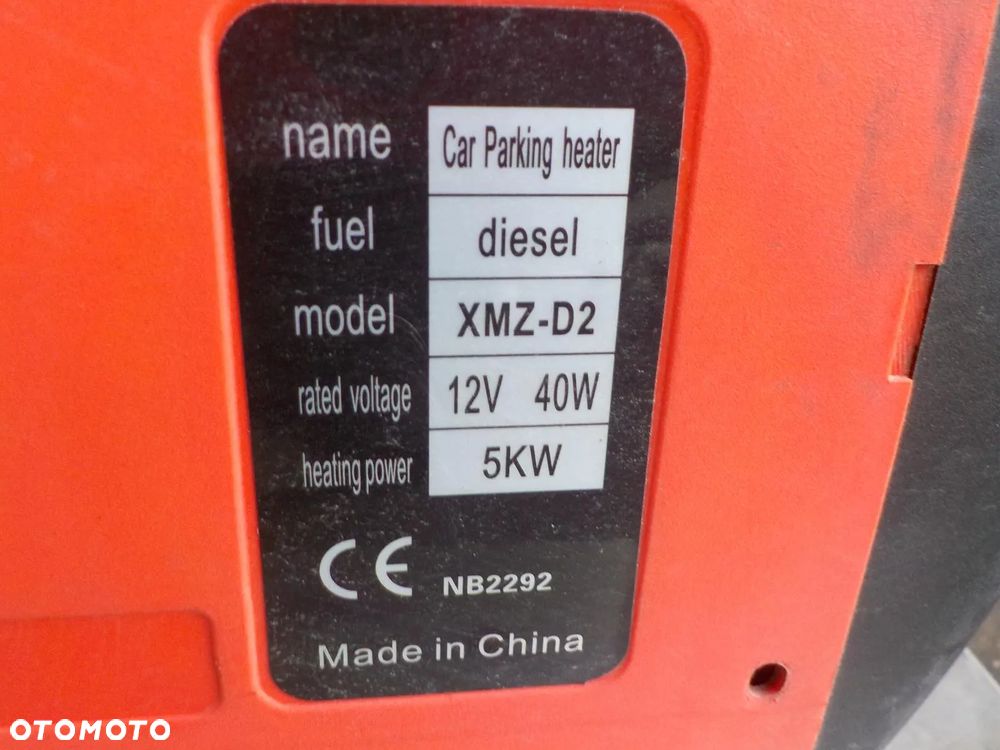 name Car Parking heater
fuel diesel
model XMZ-D2
rated voltage 12V 40W
heating power 5KW
CE NB2292
Made in China
OTOMOTO